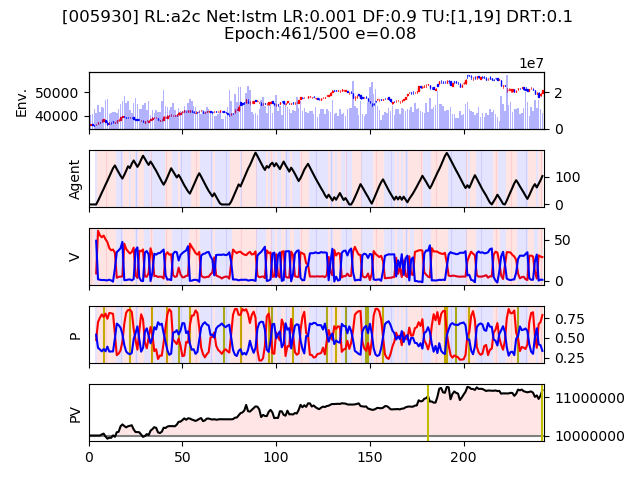 [005930] RL:a2c Net:lstm LR:0.001 DF:0.9 TU:[1,19] DRT:0.1
Epoch:461/500 e=0.08
1e7
Env.
50000
40000
2
0
Agent
100
0
V
50
0
P
0.75
0.50
0.25
PV
11000000
10000000
0 50 100 150 200